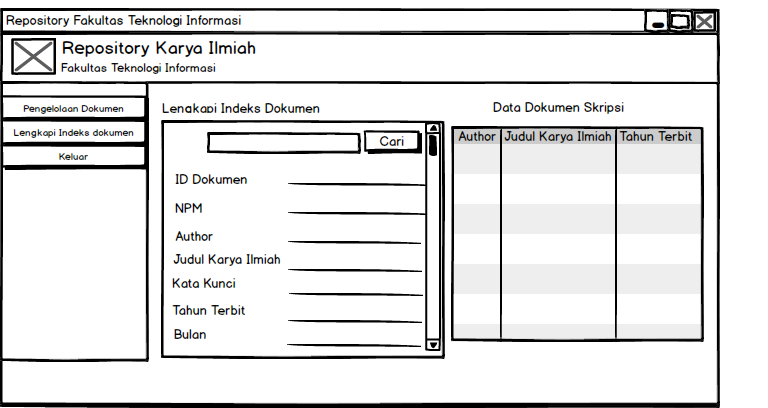 Repository Fakultas Teknologi Informasi
Repository Karya Ilmiah
Fakultas Teknologi Informasi
Pengelolaan Dokumen
Lengkapi Indeks dokumen
Keluar
Lengkapi Indeks Dokumen
Cari
ID Dokumen
NPM
Author
Judul Karya Ilmiah
Kata Kunci
Tahun Terbit
Bulan
Data Dokumen Skripsi
Author Judul Karya Ilmiah Tahun Terbit